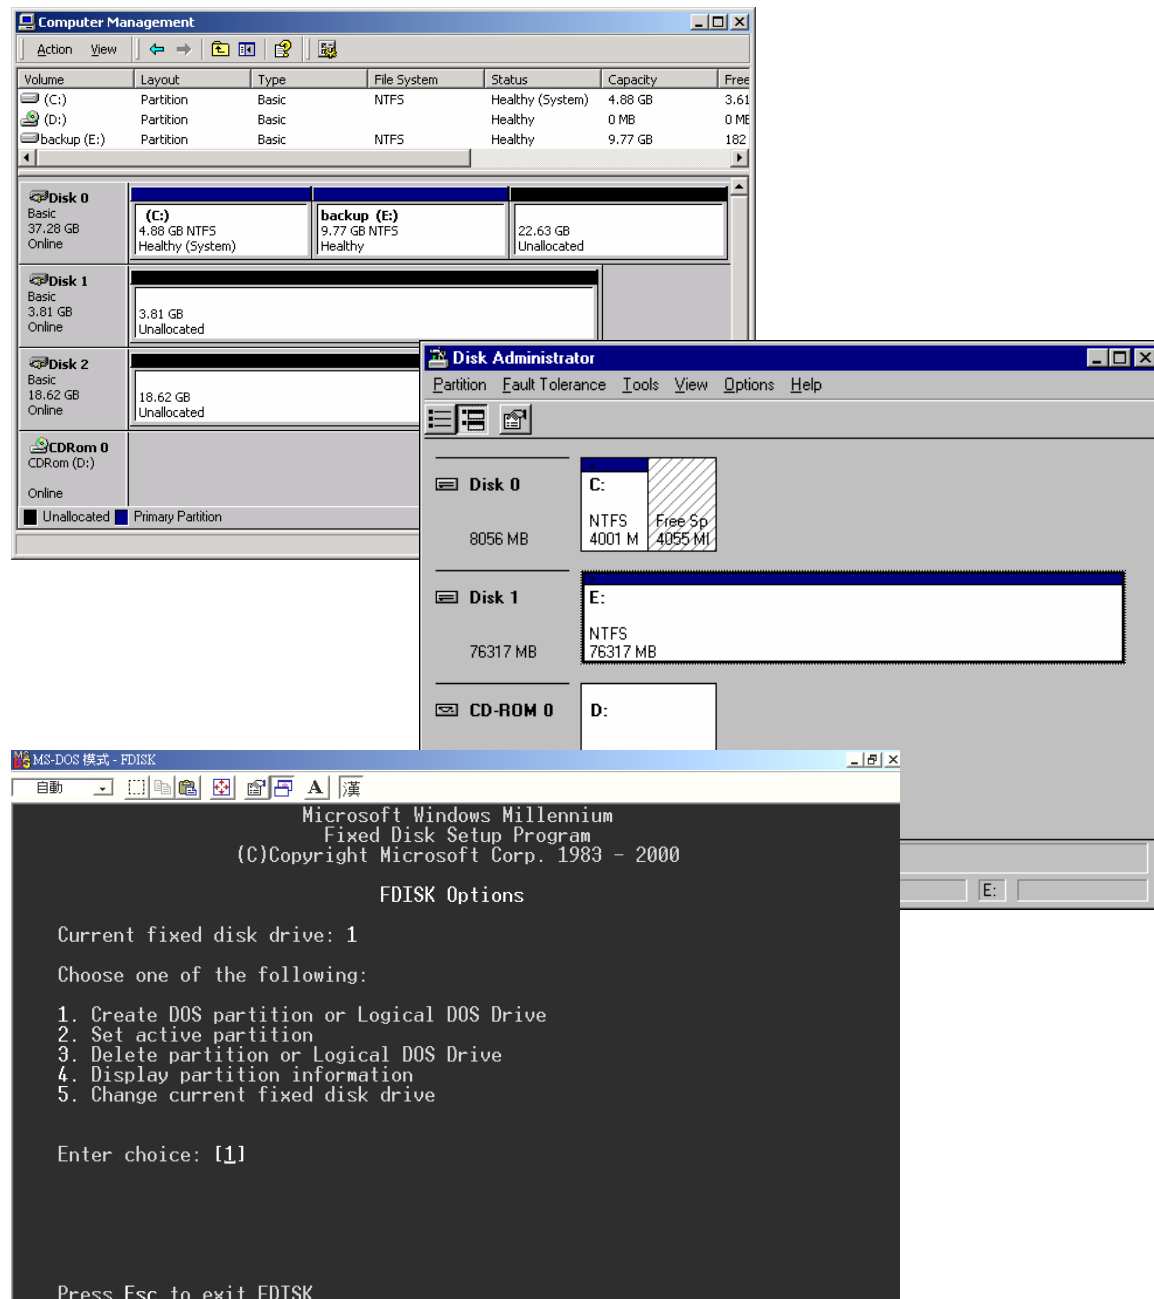 Computer Management
Action View
Volume Layout Type File System Status Capacity Free
(C:) Partition Basic NTFS Healthy (System) 4.88 GB 3.61
(D:) Partition Basic Healthy 0 MB 0 ME
backup (E:) Partition Basic NTFS Healthy 9.77 GB 182
Disk 0
Basic
37.28 GB
Online
(C:)
4.88 GB NTFS
Healthy (System)
backup (E:)
9.77 GB NTFS
Healthy
22.63 GB
Unallocated
Disk 1
Basic
3.81 GB
Online
3.81 GB
Unallocated
Disk 2
Basic
18.62 GB
Online
18.62 GB
Unallocated
CDRom 0
CDRom (D:)
Online
Unallocated Primary Partition
Disk Administrator
Partition Fault Tolerance Tools View Options Help
Disk 0
8056 MB
C:
NTFS
4001 M
Free Sp
4055 MI
Disk 1
76317 MB
E:
NTFS
76317 MB
CD-ROM 0
D:
E:
MS-DOS 模式 - FDISK
自動 A 漢
Microsoft Windows Millennium
Fixed Disk Setup Program
(C)Copyright Microsoft Corp. 1983 - 2000
FDISK Options
Current fixed disk drive: 1
Choose one of the following:
1. Create DOS partition or Logical DOS Drive
2. Set active partition
3. Delete partition or Logical DOS Drive
4. Display partition information
5. Change current fixed disk drive
Enter choice: [1]
Press Esc to exit FDISK